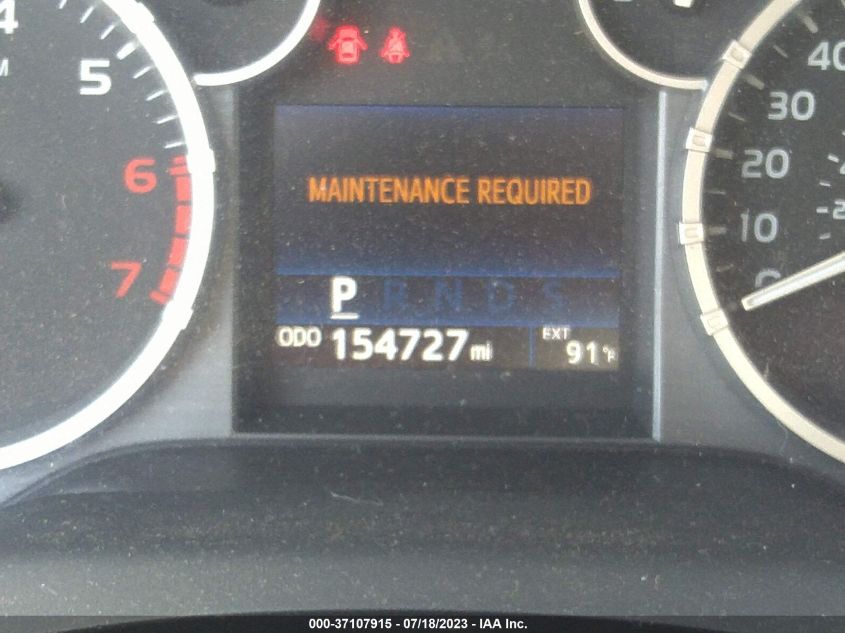 4
5
6
7
MAINTENANCE REQUIRED
P R N D S
ODO 154727 mi
EXT 91°F
40
30
20
10
0
000-37107915 - 07/18/2023 - IAA Inc.